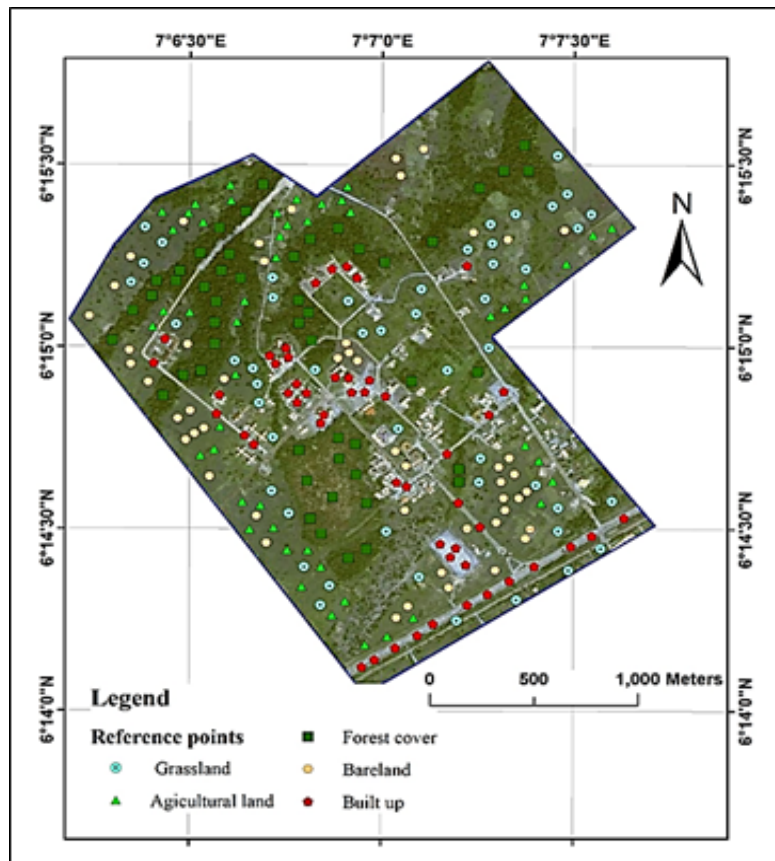 7°6'30"E 7°7'0"E 7°7'30"E
6°15'30"N 6°15'30"N
N
6°15'0"N 6°15'0"N
6°14'30"N 6°14'30"N
0 500 1,000 Meters
6°14'0"N 6°14'0"N
Legend
Reference points
Forest cover
Grassland
Bareland
Agicultural land
Built up